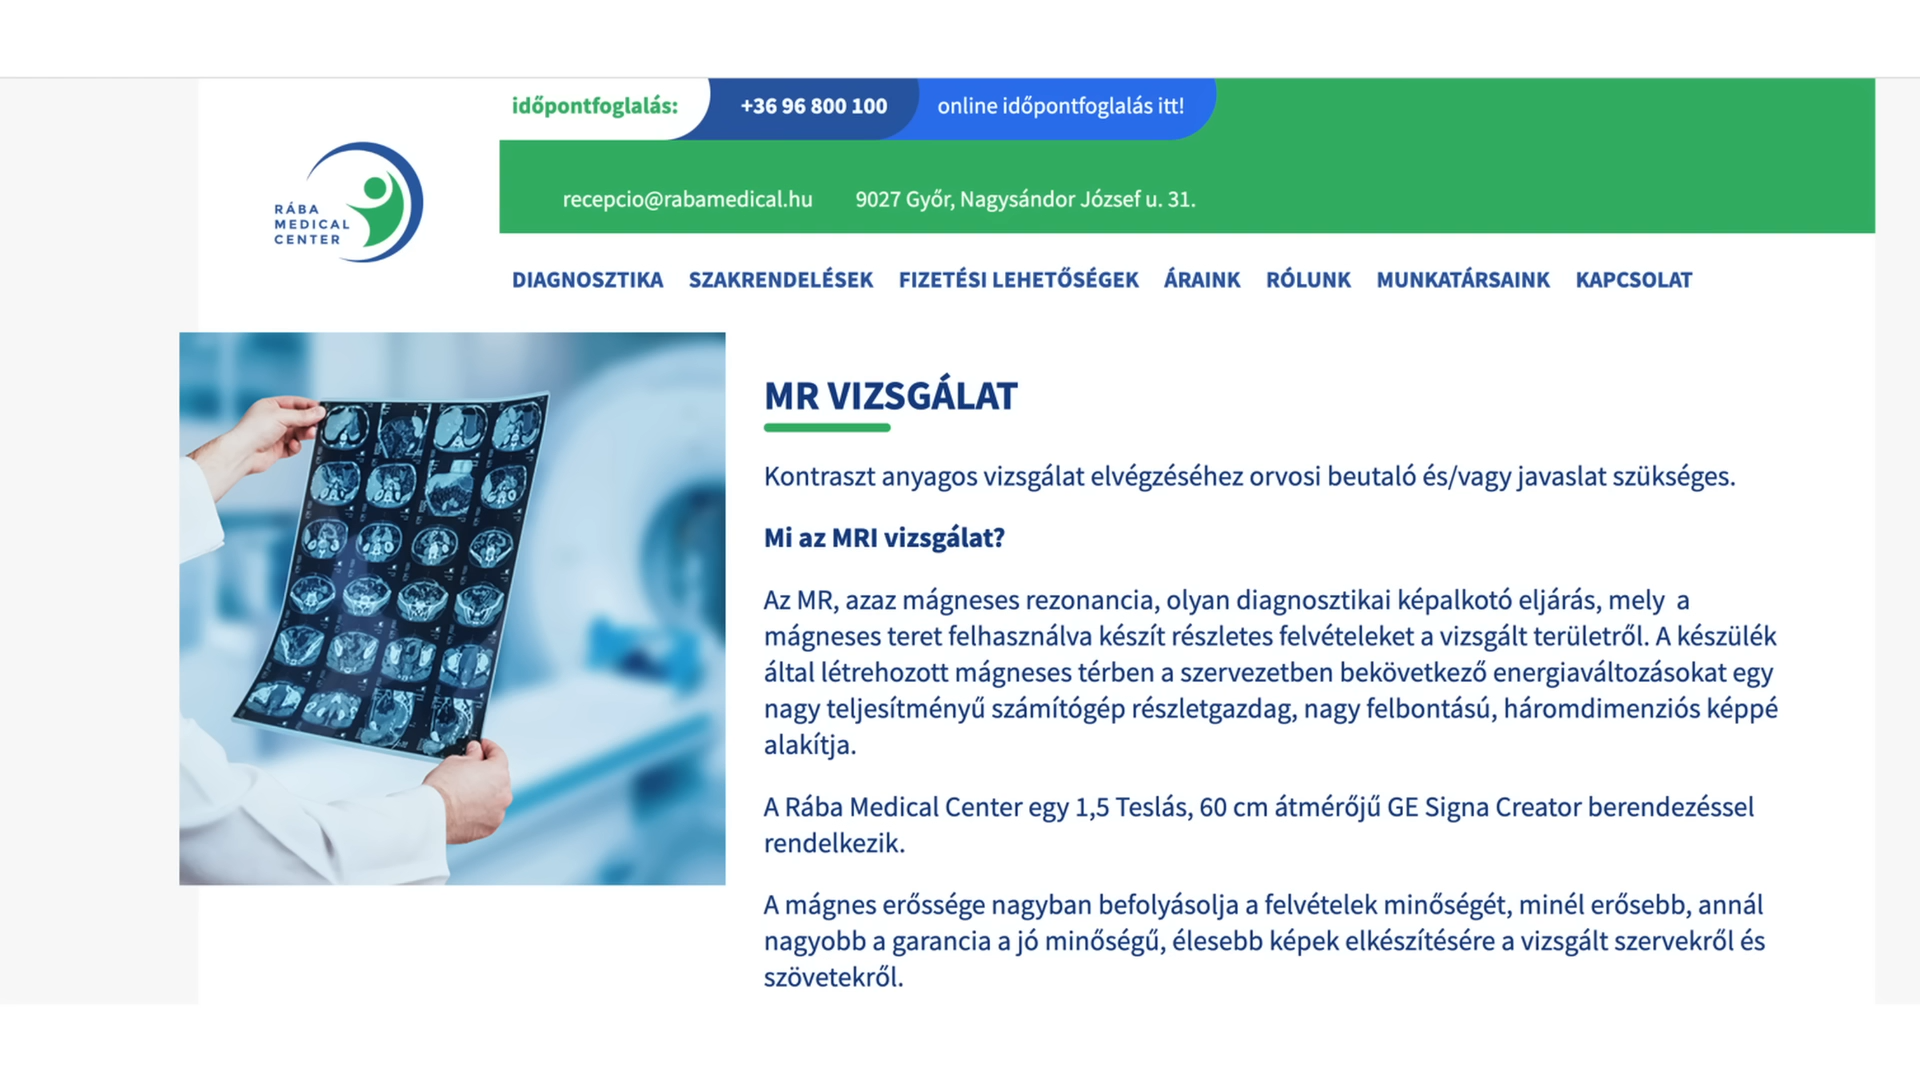 időpontfoglalás:
+36 96 800 100
online időpontfoglalás itt!
RÁBA
MEDICAL
CENTER
recepcio@rabamedical.hu
9027 Győr, Nagysándor József u. 31.
DIAGNOSZTIKA SZAKRENDELÉSEK FIZETÉSI LEHETŐSÉGEK ÁRAINK RÓLUNK MUNKATÁRSAINK KAPCSOLAT
MR VIZSGÁLAT
Kontraszt anyagos vizsgálat elvégzéséhez orvosi beutaló és/vagy javaslat szükséges.
Mi az MRI vizsgálat?
Az MR, azaz mágneses rezonancia, olyan diagnosztikai képalkotó eljárás, mely  a
mágneses teret felhasználva készít részletes felvételeket a vizsgált területről. A készülék
által létrehozott mágneses térben a szervezetben bekövetkező energiaváltozásokat egy
nagy teljesítményű számítógép részletgazdag, nagy felbontású, háromdimenziós képpé
alakítja.
A Rába Medical Center egy 1,5 Teslás, 60 cm átmérőjű GE Signa Creator berendezéssel
rendelkezik.
A mágnes erőssége nagyban befolyásolja a felvételek minőségét, minél erősebb, annál
nagyobb a garancia a jó minőségű, élesebb képek elkészítésére a vizsgált szervekről és
szövetekről.